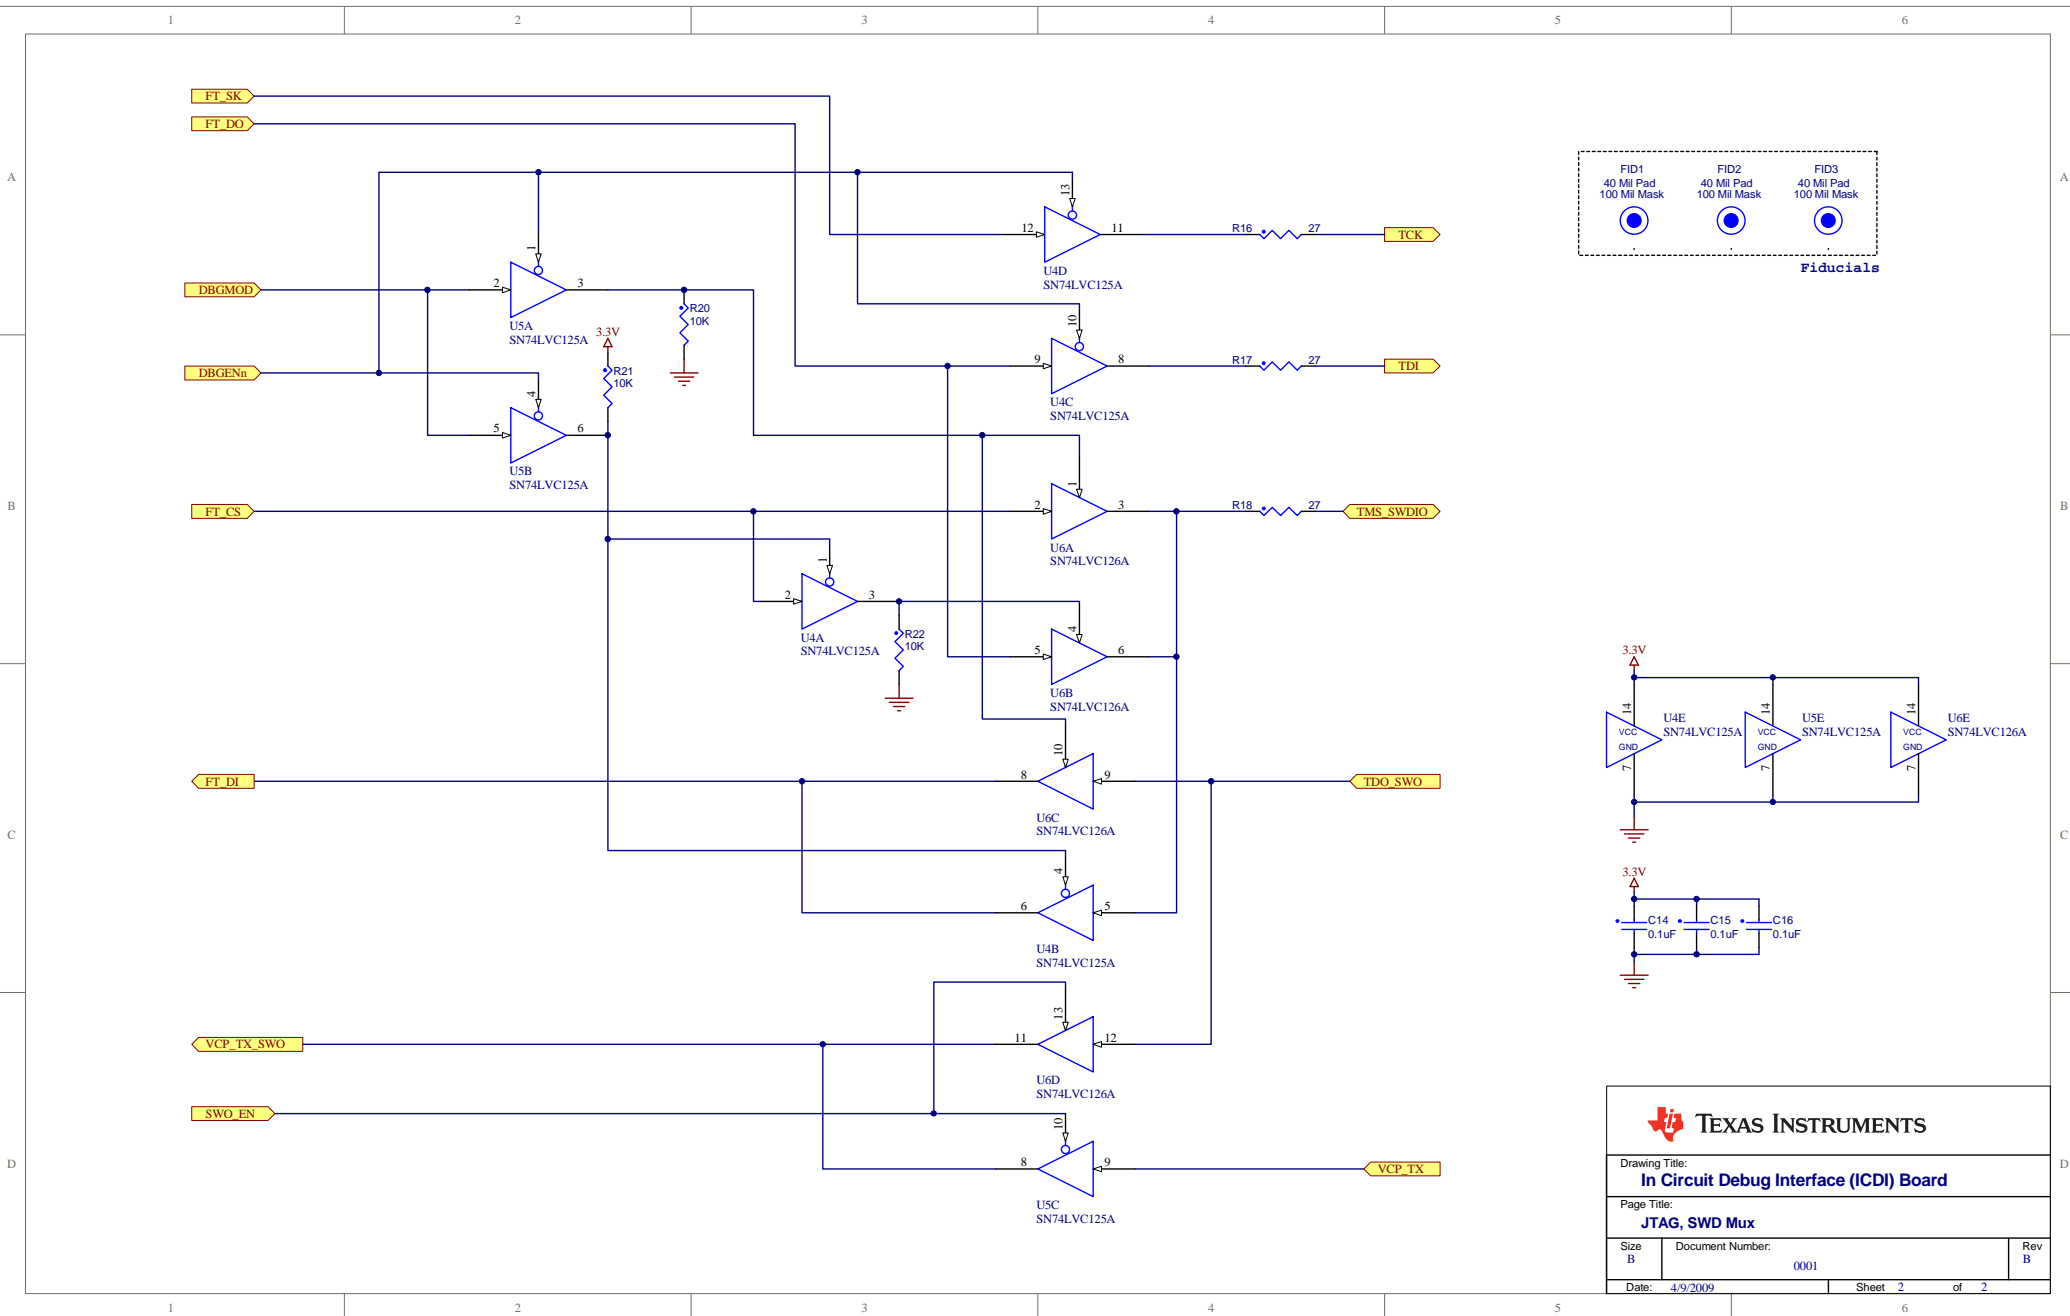 1 2 3 4 5 6
A A
B B
C C
D D
FT_SK
FT_DO
DBGMOD
DBGENn
FT_CS
FT_DI
VCP_TX_SWO
SWO_EN
1
2 3
U5A
SN74LVC125A
3.3V
R20
10K
R21
10K
4
5 6
U5B
SN74LVC125A
13
12 11
U4D
SN74LVC125A
R16 27
TCK
10
9 8
U4C
SN74LVC125A
R17 27
TDI
1
2 3
U6A
SN74LVC126A
R18 27
TMS_SWDIO
1
2 3
U4A
SN74LVC125A
R22
10K
4
5 6
U6B
SN74LVC126A
10
8 9
U6C
SN74LVC126A
TDO_SWO
4
6 5
U4B
SN74LVC125A
13
11 12
U6D
SN74LVC126A
10
8 9
U5C
SN74LVC125A
VCP_TX
FID1 FID2 FID3
40 Mil Pad 40 Mil Pad 40 Mil Pad
100 Mil Mask 100 Mil Mask 100 Mil Mask
Fiducials
3.3V
14 14 14
U4E U5E U6E
SN74LVC125A SN74LVC125A SN74LVC126A
VCC VCC VCC
GND GND GND
7 7 7
3.3V
C14 C15 C16
0.1uF 0.1uF 0.1uF
TEXAS INSTRUMENTS
Drawing Title:
In Circuit Debug Interface (ICDI) Board
Page Title:
JTAG, SWD Mux
Size Document Number: Rev
B 0001 B
Date: 4/9/2009 Sheet 2 of 2
1 2 3 4 5 6